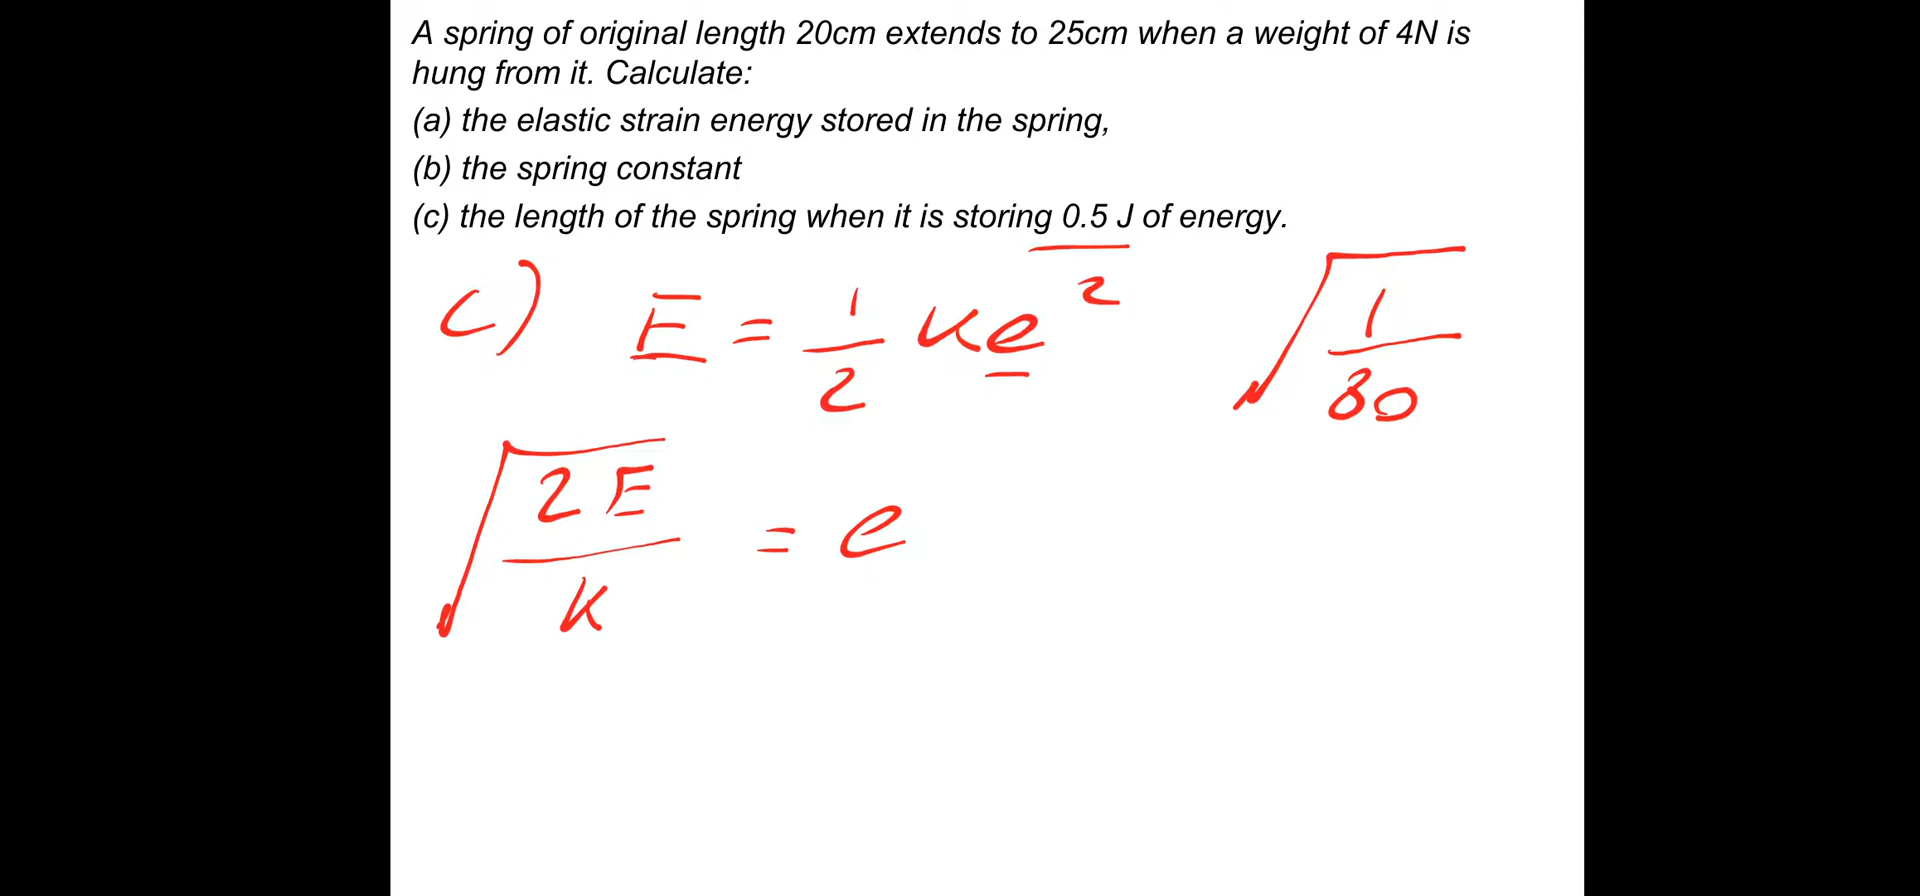 A spring of original length 20cm extends to 25cm when a weight of 4N is
hung from it. Calculate:
(a) the elastic strain energy stored in the spring,
(b) the spring constant
(c) the length of the spring when it is storing 0.5 J of energy.
c) E = 1/2 ke² √(1/80)
√(2E/k) = e